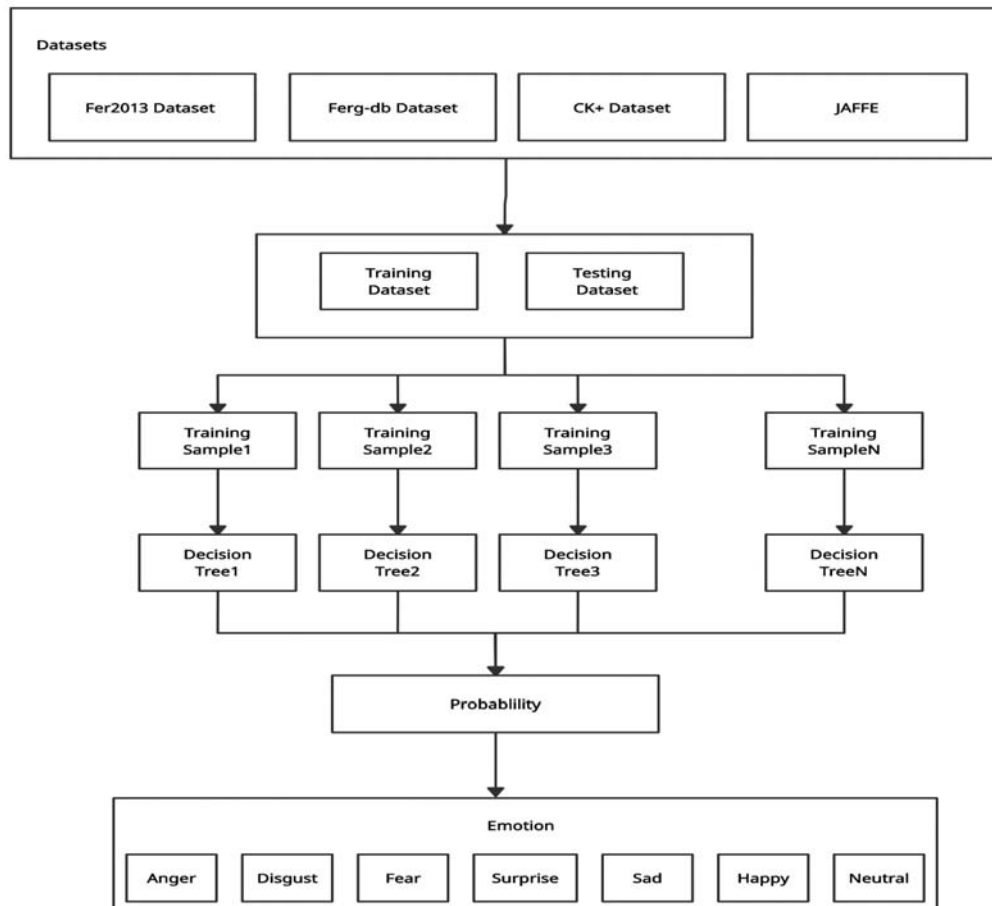 Datasets
Fer2013 Dataset
Ferg-db Dataset
CK+ Dataset
JAFFE
Training
Dataset
Testing
Dataset
Training
Sample1
Training
Sample2
Training
Sample3
Training
SampleN
Decision
Tree1
Decision
Tree2
Decision
Tree3
Decision
TreeN
Probablility
Emotion
Anger
Disgust
Fear
Surprise
Sad
Happy
Neutral